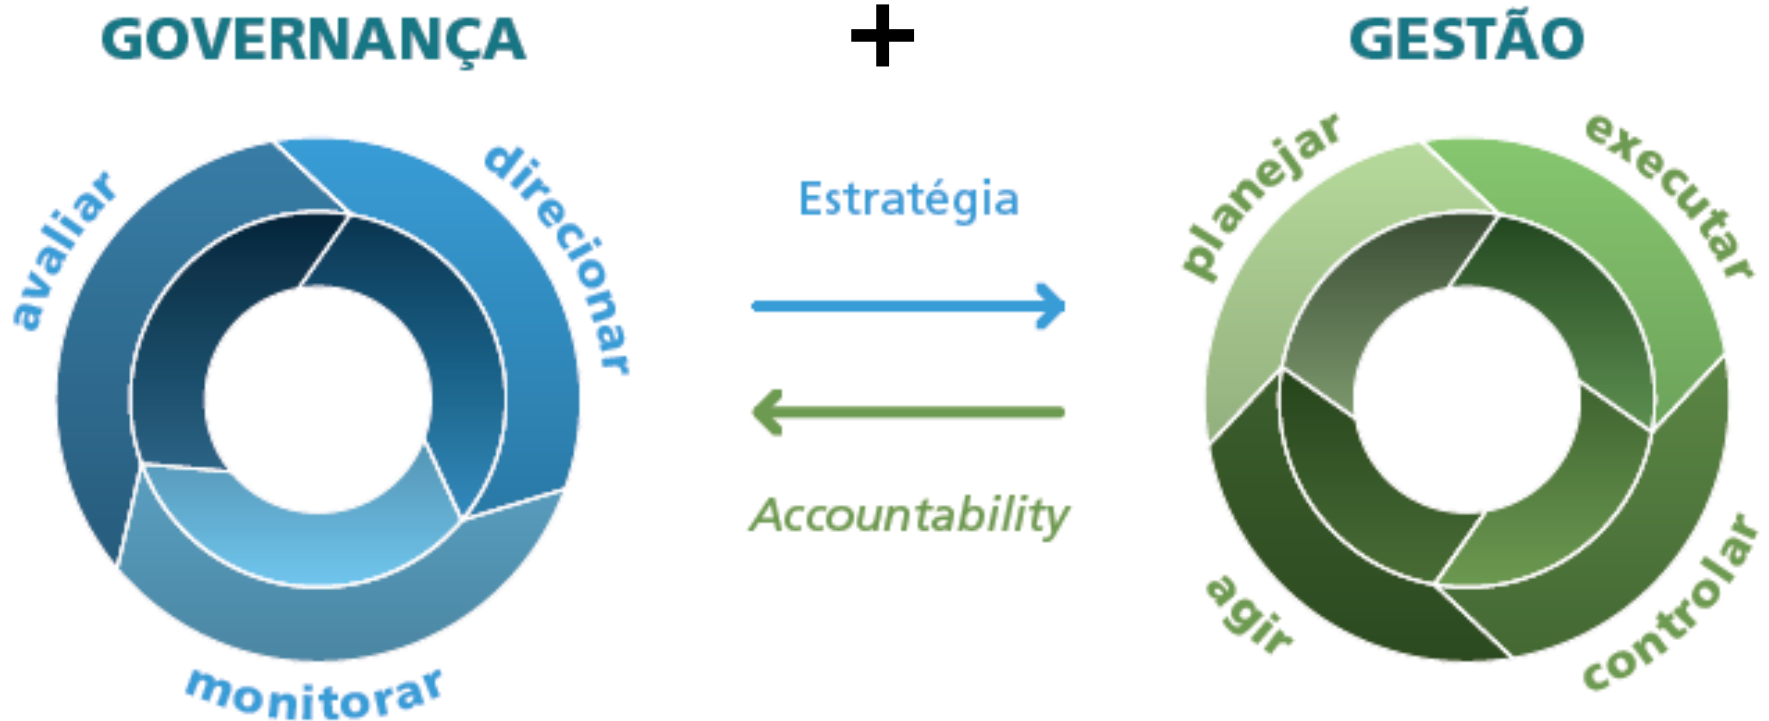 GOVERNANÇA
+
GESTÃO
avaliar
direcionar
monitorar
Estratégia
Accountability
planejar
executar
controlar
agir